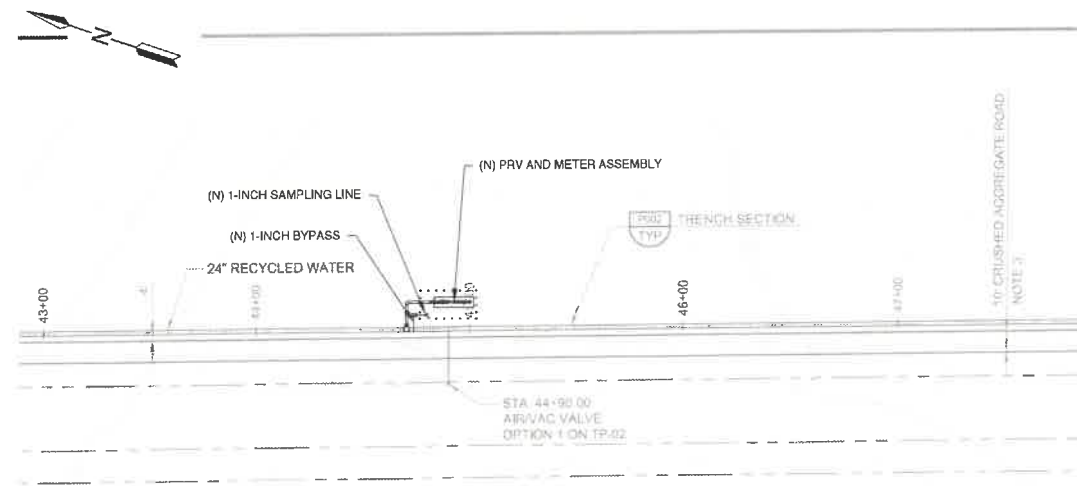 N
(N) PRV AND METER ASSEMBLY
(N) 1-INCH SAMPLING LINE
(N) 1-INCH BYPASS
24" RECYCLED WATER
TRENCH SECTION
TYP
43+00
44+00
46+00
47+00
10' CRUSHED AGGREGATE ROAD
NOTE 3
STA 44+90.00
AIR/VAC VALVE
OPTION 1 ON TP-02